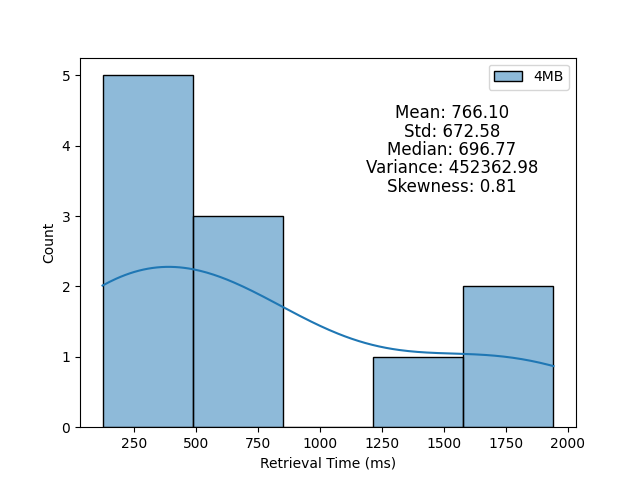 4MB
Mean: 766.10
Std: 672.58
Median: 696.77
Variance: 452362.98
Skewness: 0.81
Count
5
4
3
2
1
0
250 500 750 1000 1250 1500 1750 2000
Retrieval Time (ms)